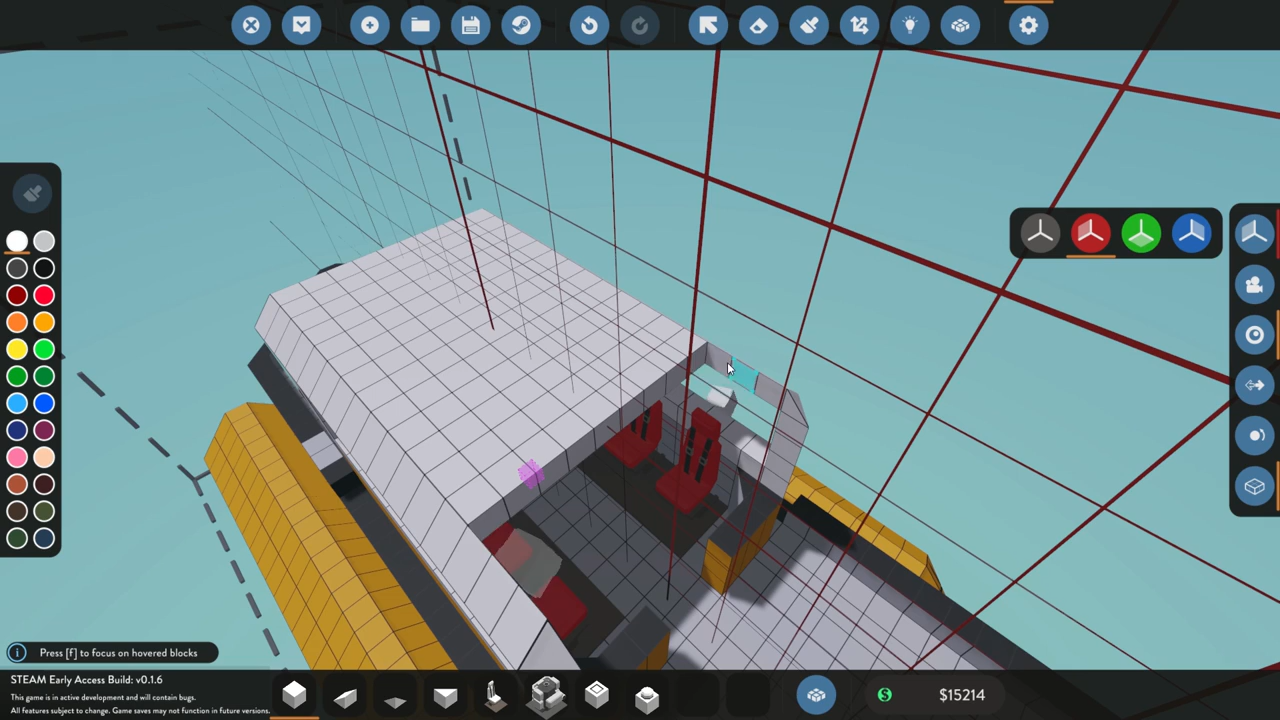 Press [f] to focus on hovered blocks
STEAM Early Access Build: v0.1.6
This game is in active development and will contain bugs.
All features subject to change. Game saves may not function in future versions.
$15214